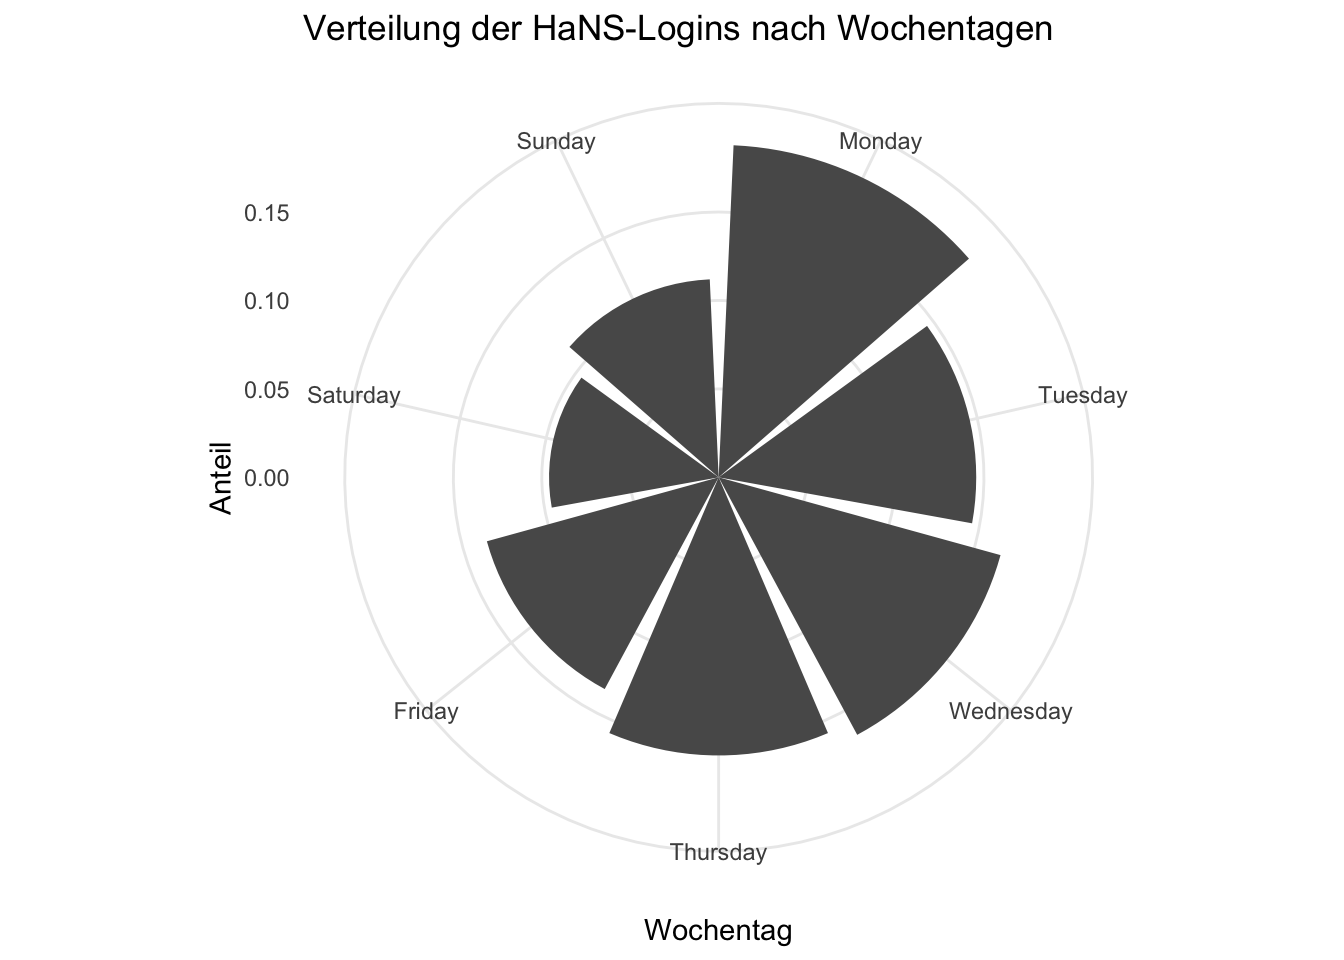 Verteilung der HaNS-Logins nach Wochentagen
Sunday
Monday
0.15
0.10
0.05
Saturday
Tuesday
0.00
Anteil
Friday
Wednesday
Thursday
Wochentag